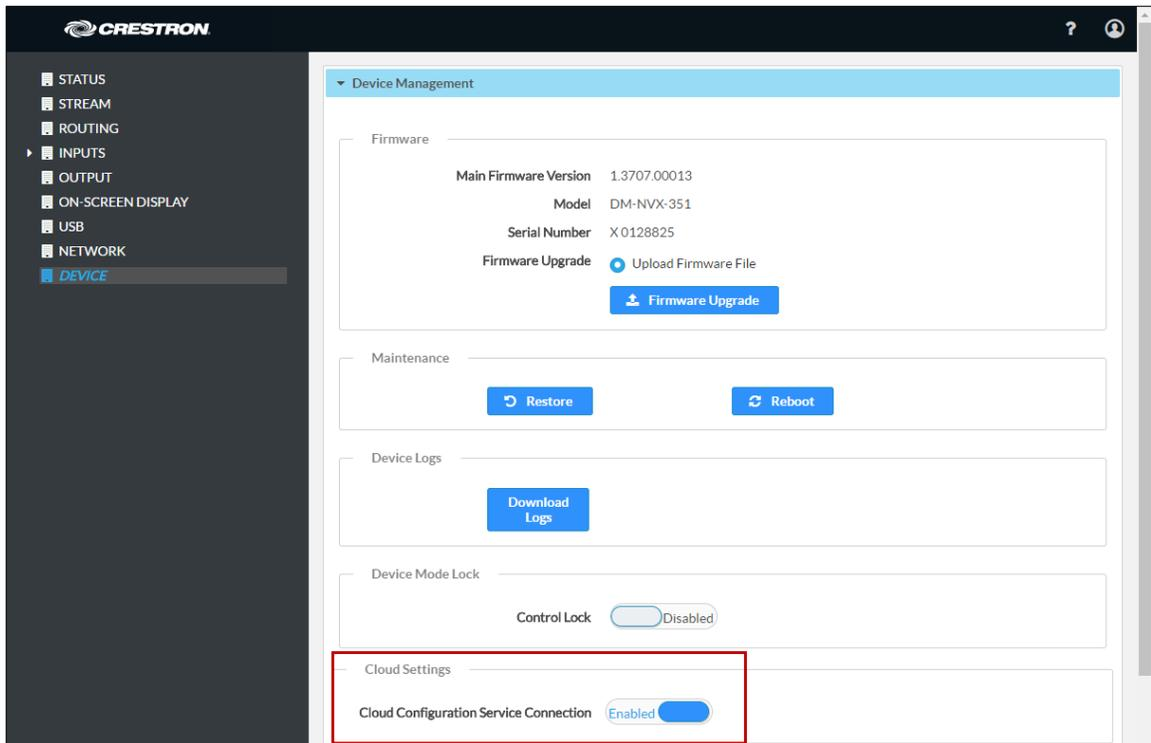 CRESTRON
?
STATUS
STREAM
ROUTING
INPUTS
OUTPUT
ON-SCREEN DISPLAY
USB
NETWORK
DEVICE
Device Management
Firmware
Main Firmware Version 1.3707.00013
Model DM-NVX-351
Serial Number X 0128825
Firmware Upgrade Upload Firmware File
Firmware Upgrade
Maintenance
Restore Reboot
Device Logs
Download
Logs
Device Mode Lock
Control Lock Disabled
Cloud Settings
Cloud Configuration Service Connection Enabled